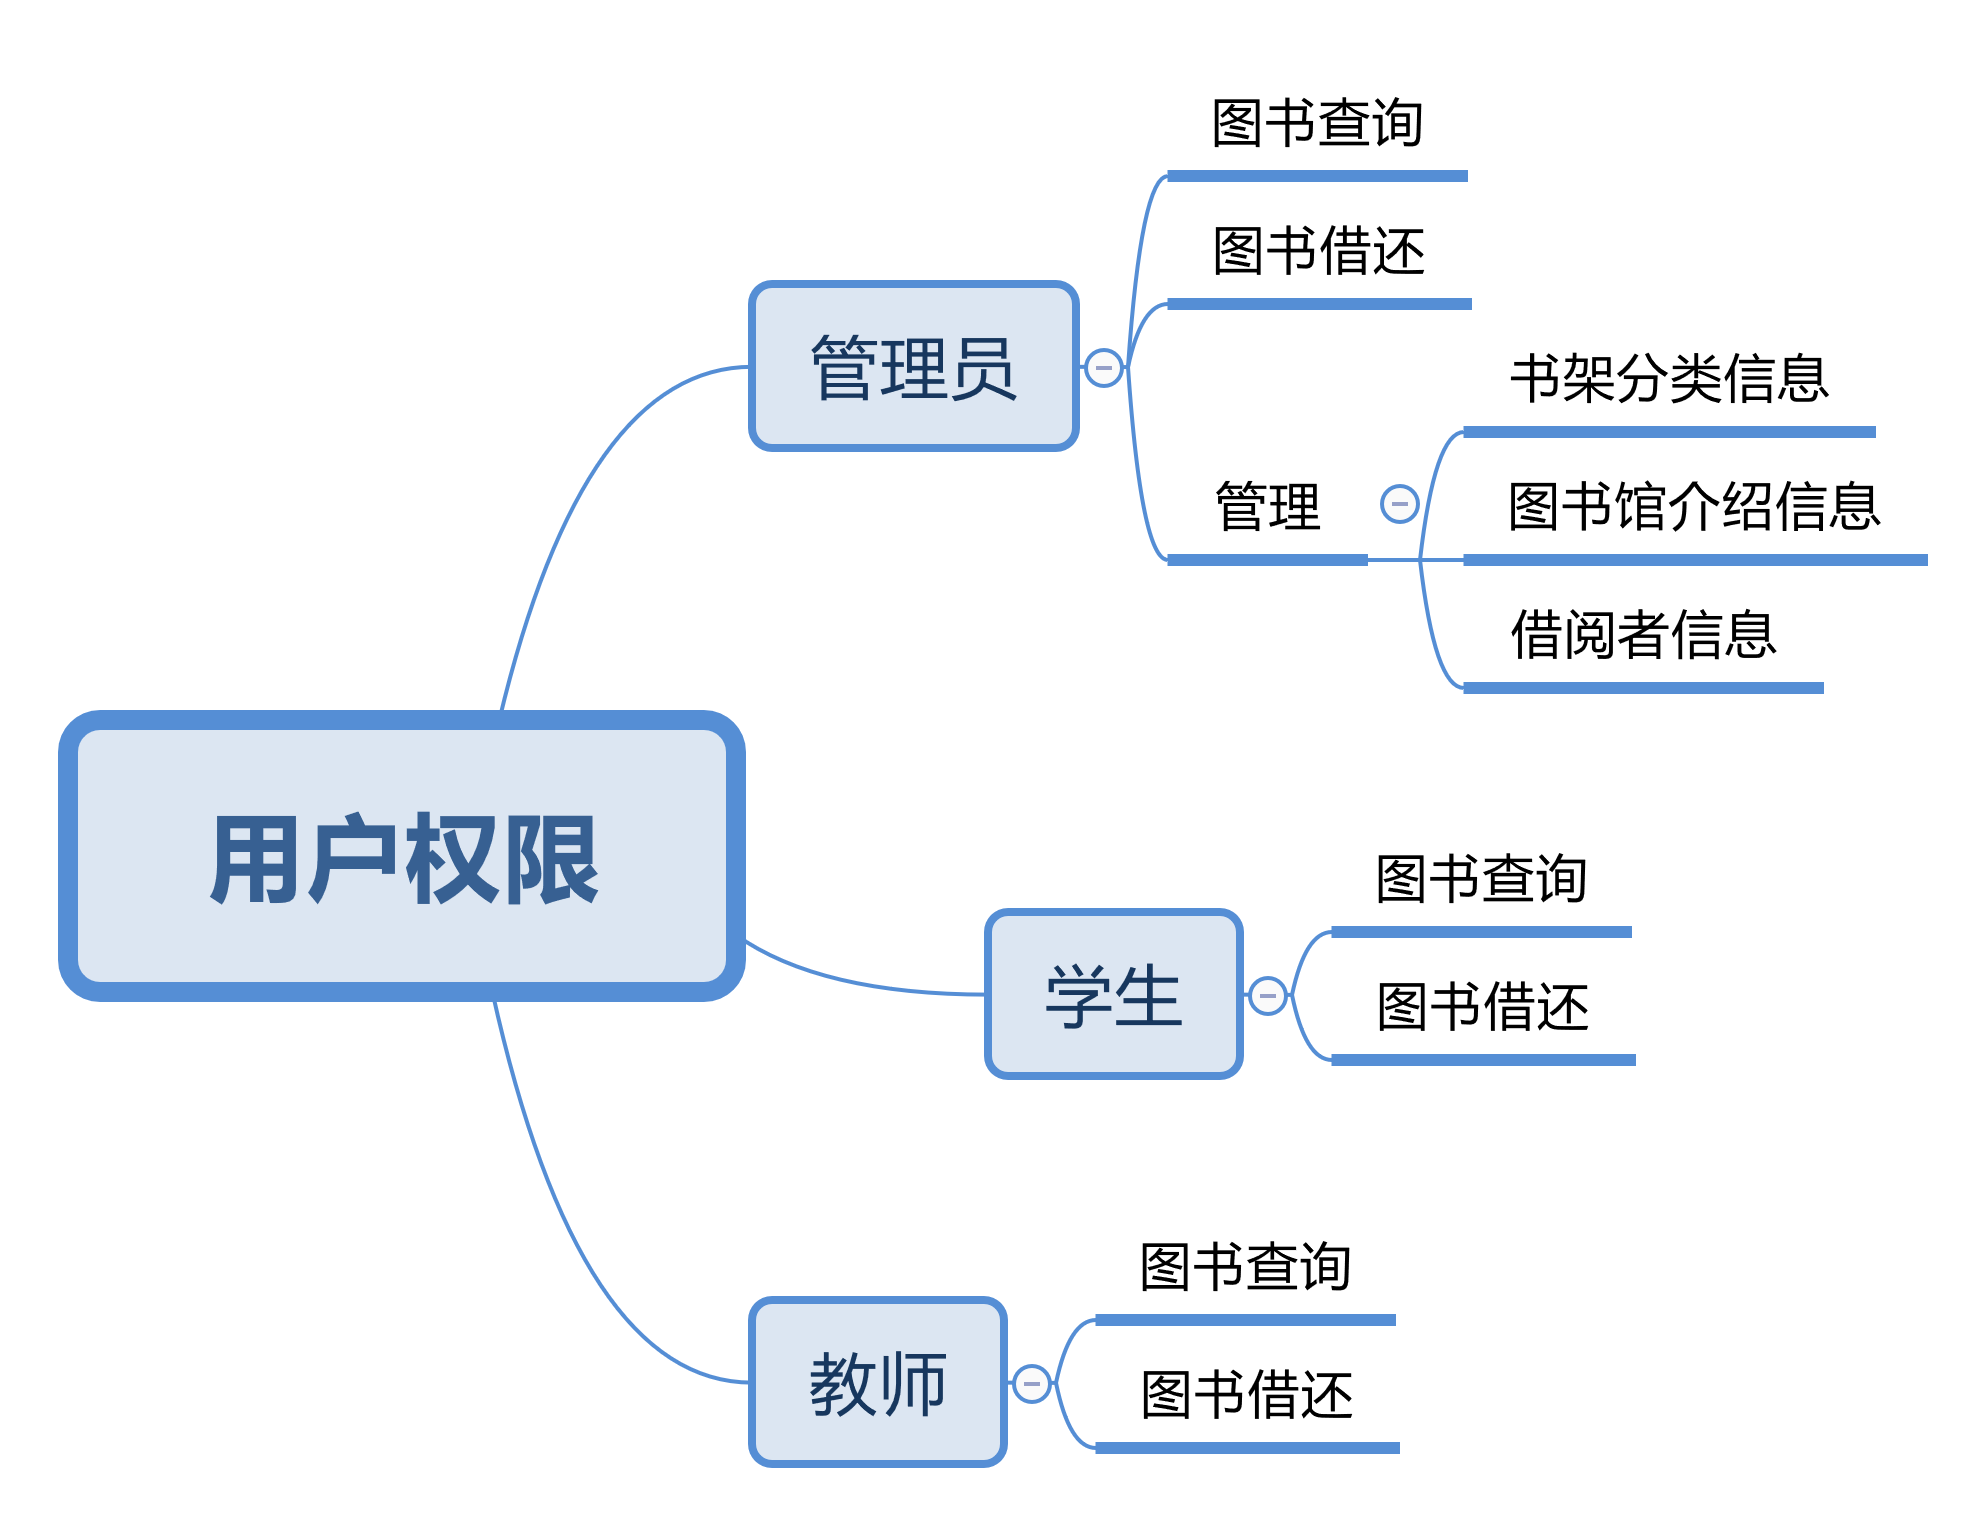 用户权限
管理员
图书查询
图书借还
管理
书架分类信息
图书馆介绍信息
借阅者信息
学生
图书查询
图书借还
教师
图书查询
图书借还